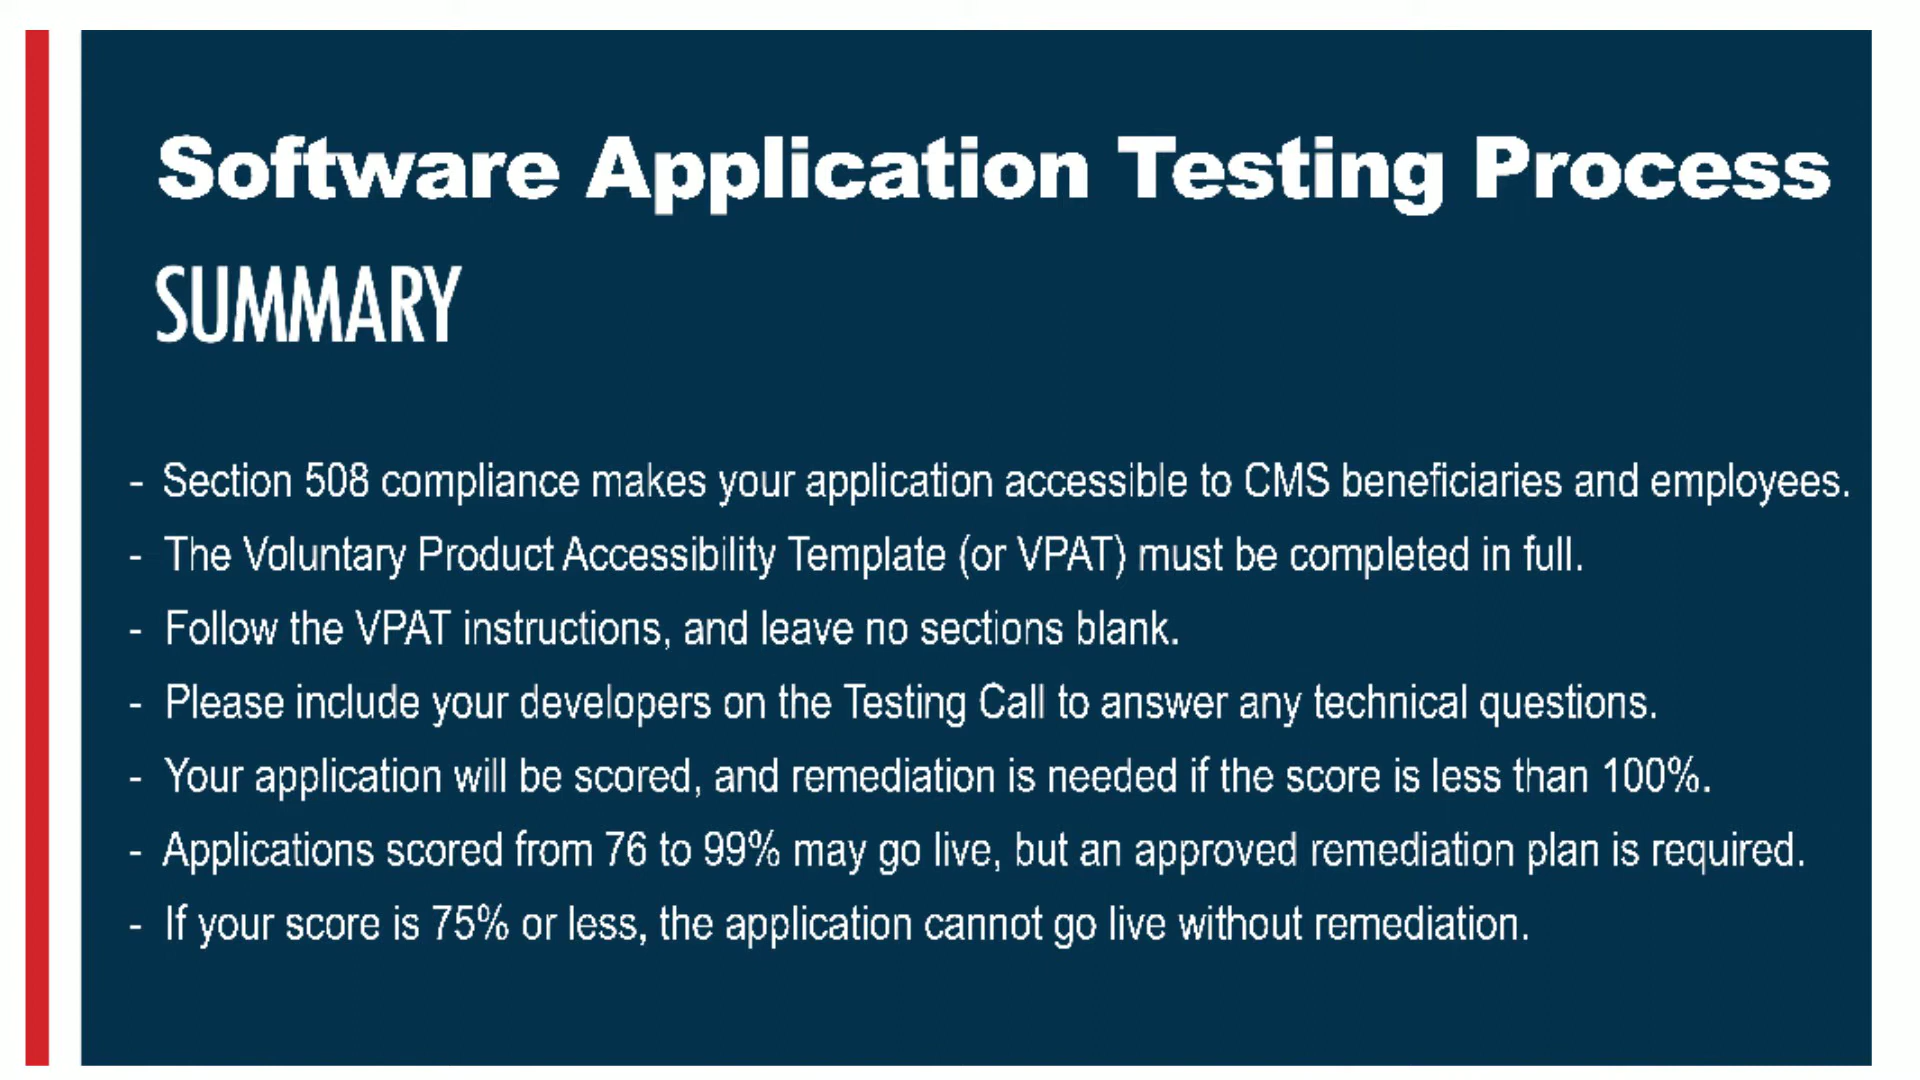 Software Application Testing Process
SUMMARY
- Section 508 compliance makes your application accessible to CMS beneficiaries and employees.
- The Voluntary Product Accessibility Template (or VPAT) must be completed in full.
- Follow the VPAT instructions, and leave no sections blank.
- Please include your developers on the Testing Call to answer any technical questions.
- Your application will be scored, and remediation is needed if the score is less than 100%.
- Applications scored from 76 to 99% may go live, but an approved remediation plan is required.
- If your score is 75% or less, the application cannot go live without remediation.